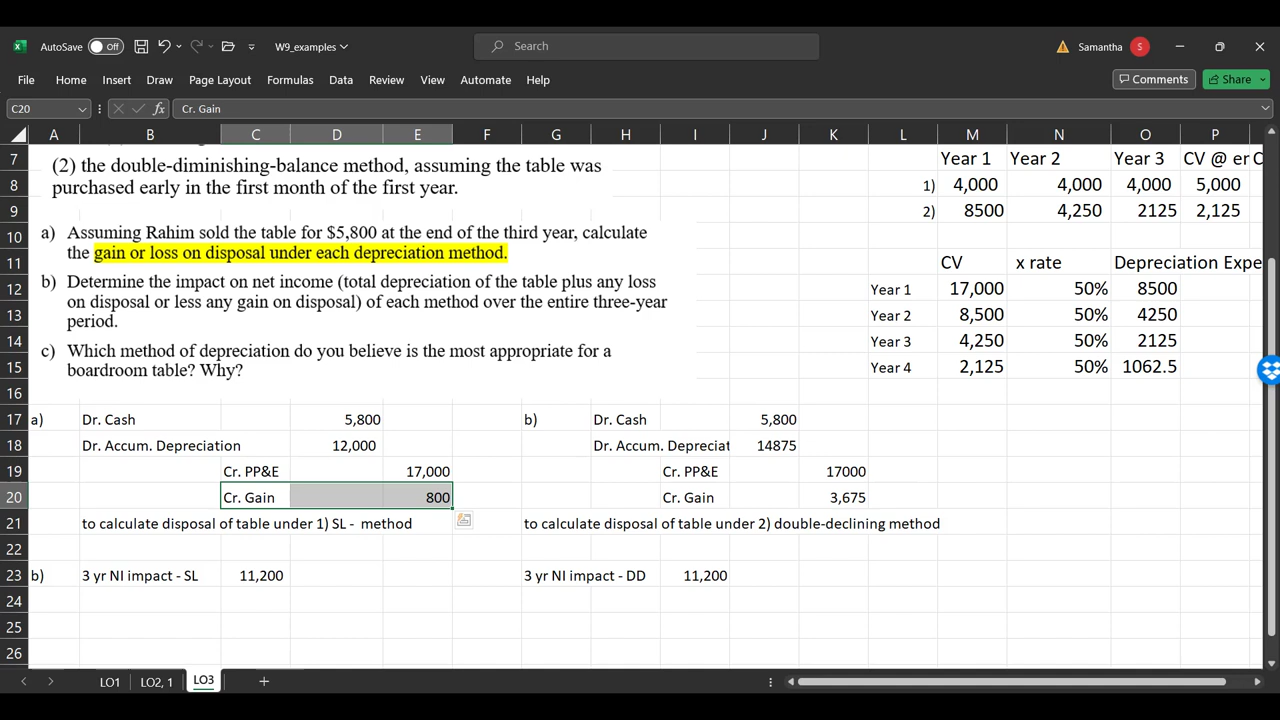 AutoSave Off W9_examples Search Samantha S
File Home Insert Draw Page Layout Formulas Data Review View Automate Help Comments Share
C20 fx Cr. Gain
A B C D E F G H I J K L M N O P
7 (2) the double-diminishing-balance method, assuming the table was Year 1 Year 2 Year 3 CV @ er C
8 purchased early in the first month of the first year. 1) 4,000 4,000 4,000 5,000
9 2) 8500 4,250 2125 2,125
10 a) Assuming Rahim sold the table for $5,800 at the end of the third year, calculate
11 the gain or loss on disposal under each depreciation method. CV x rate Depreciation Expe
12 b) Determine the impact on net income (total depreciation of the table plus any loss Year 1 17,000 50% 8500
13 on disposal or less any gain on disposal) of each method over the entire three-year Year 2 8,500 50% 4250
period.
14 c) Which method of depreciation do you believe is the most appropriate for a Year 3 4,250 50% 2125
15 boardroom table? Why? Year 4 2,125 50% 1062.5
16
17 a) Dr. Cash 5,800 b) Dr. Cash 5,800
18 Dr. Accum. Depreciation 12,000 Dr. Accum. Depreciat 14875
19 Cr. PP&E 17,000 Cr. PP&E 17000
20 Cr. Gain 800 Cr. Gain 3,675
21 to calculate disposal of table under 1) SL - method to calculate disposal of table under 2) double-declining method
22
23 b) 3 yr NI impact - SL 11,200 3 yr NI impact - DD 11,200
24
25
26
LO1 LO2, 1 LO3